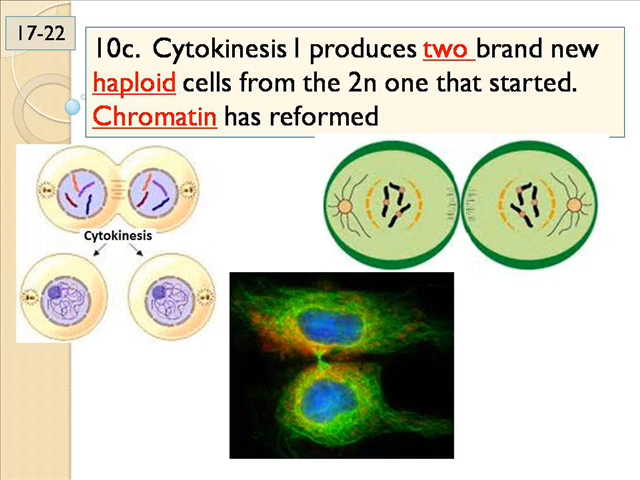 17-22
10c. Cytokinesis I produces two brand new
haploid cells from the 2n one that started.
Chromatin has reformed
Cytokinesis